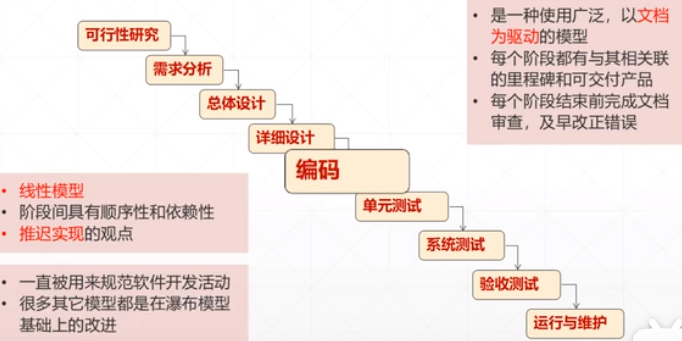 可行性研究
需求分析
总体设计
详细设计
编码
单元测试
系统测试
验收测试
运行与维护
• 是一种使用广泛，以文档
为驱动的模型
• 每个阶段都有与其相关联
的里程碑和可交付产品
• 每个阶段结束前完成文档
审查，及早改正错误
• 线性模型
• 阶段间具有顺序性和依赖性
• 推迟实现的观点
• 一直被用来规范软件开发活动
• 很多其它模型都是在瀑布模型
基础上的改进